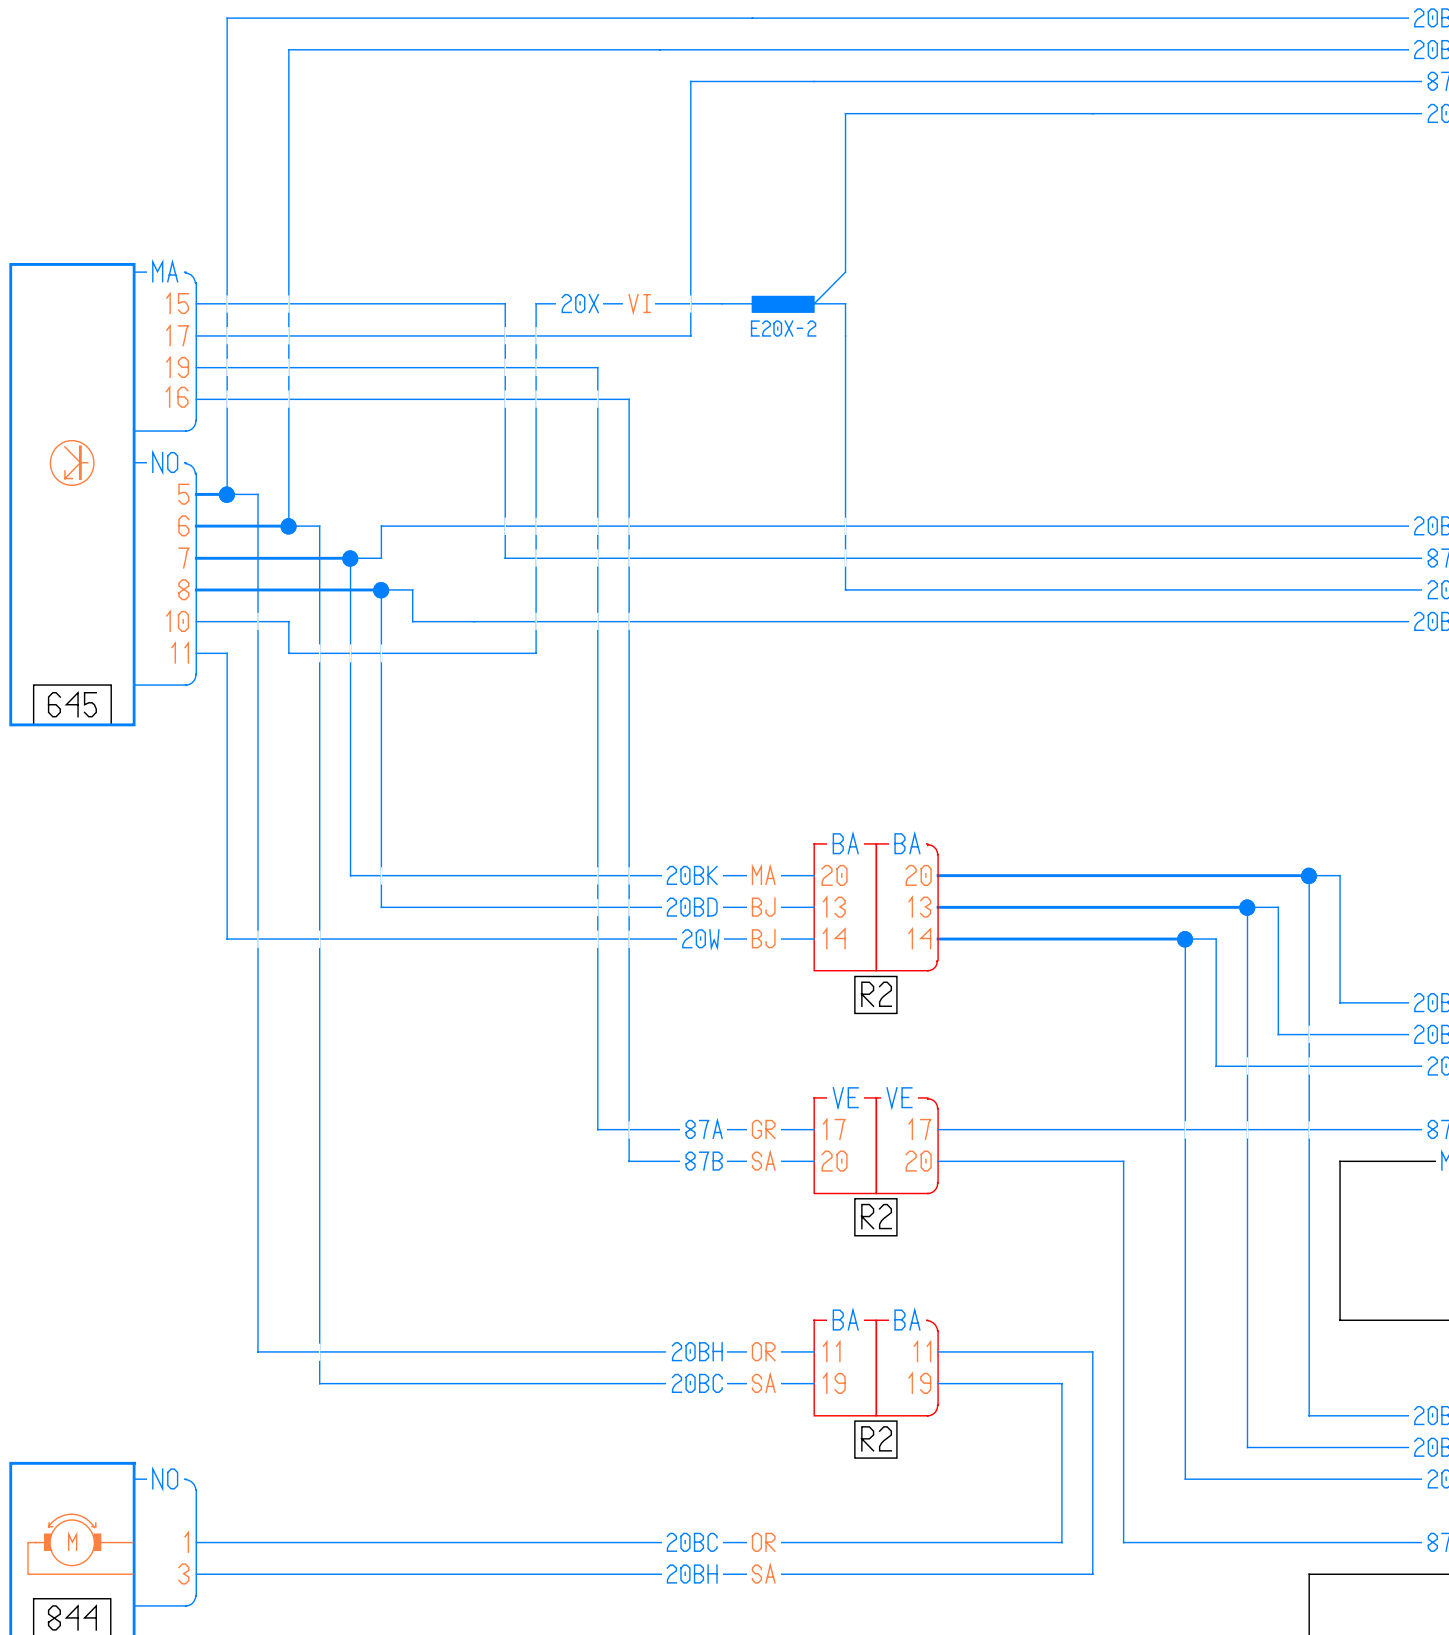 20B
20B
87
20
MA
15
20X VI
17
E20X-2
19
16
NO
5
6
20B
7
87
8
20
10
20B
11
645
BA BA
20BK MA 20 20
20BD BJ 13 13
20W BJ 14 14
R2
20B
20B
20
VE VE
87A GR 17 17
87
87B SA 20 20
M
R2
BA BA
20BH OR 11 11
20BC SA 19 19
20B
R2
20B
NO
20
M
1
20BC OR
87
3
20BH SA
844